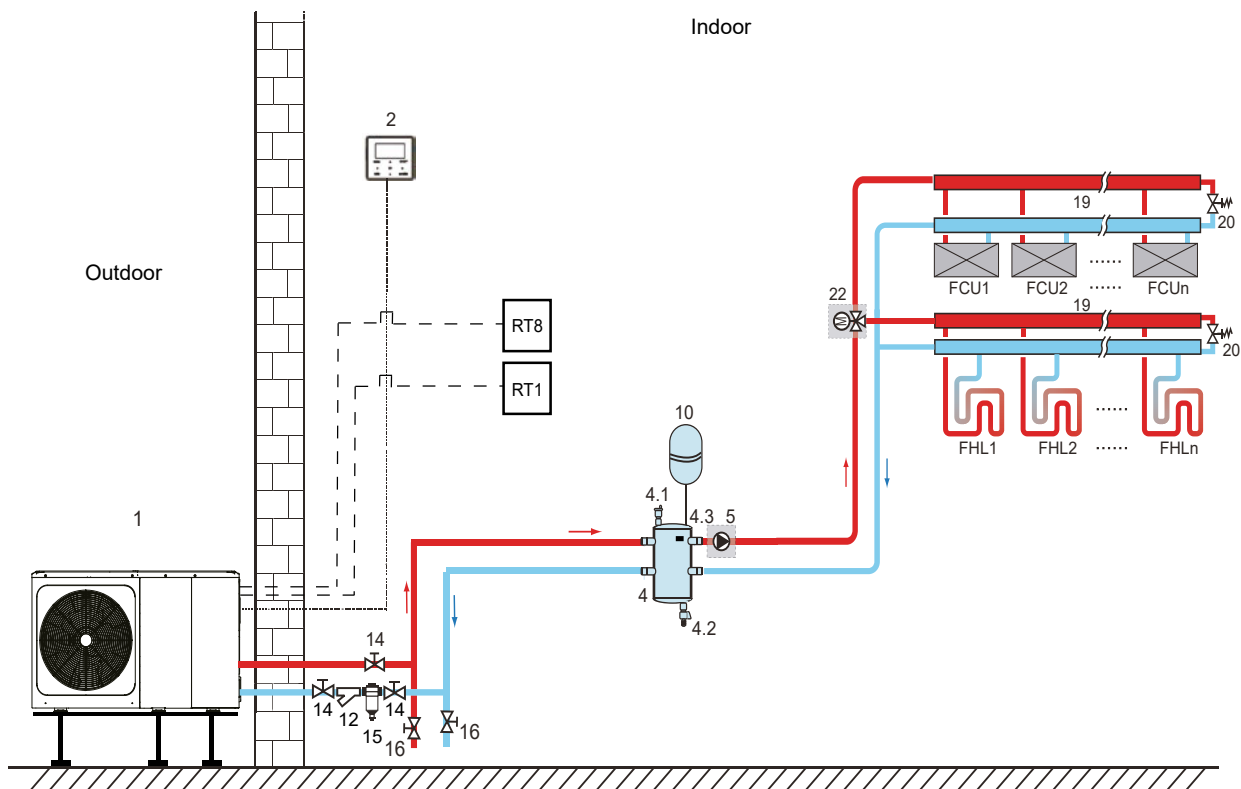 Indoor
2
19
20
FCU1 FCU2 ...... FCUn
......
Outdoor
22
19
20
RT8
RT1
10
FHL1 FHL2 ...... FHLn
......
4.1
4.3 5
1
4
4.2
14
14 12 14
15
16 16